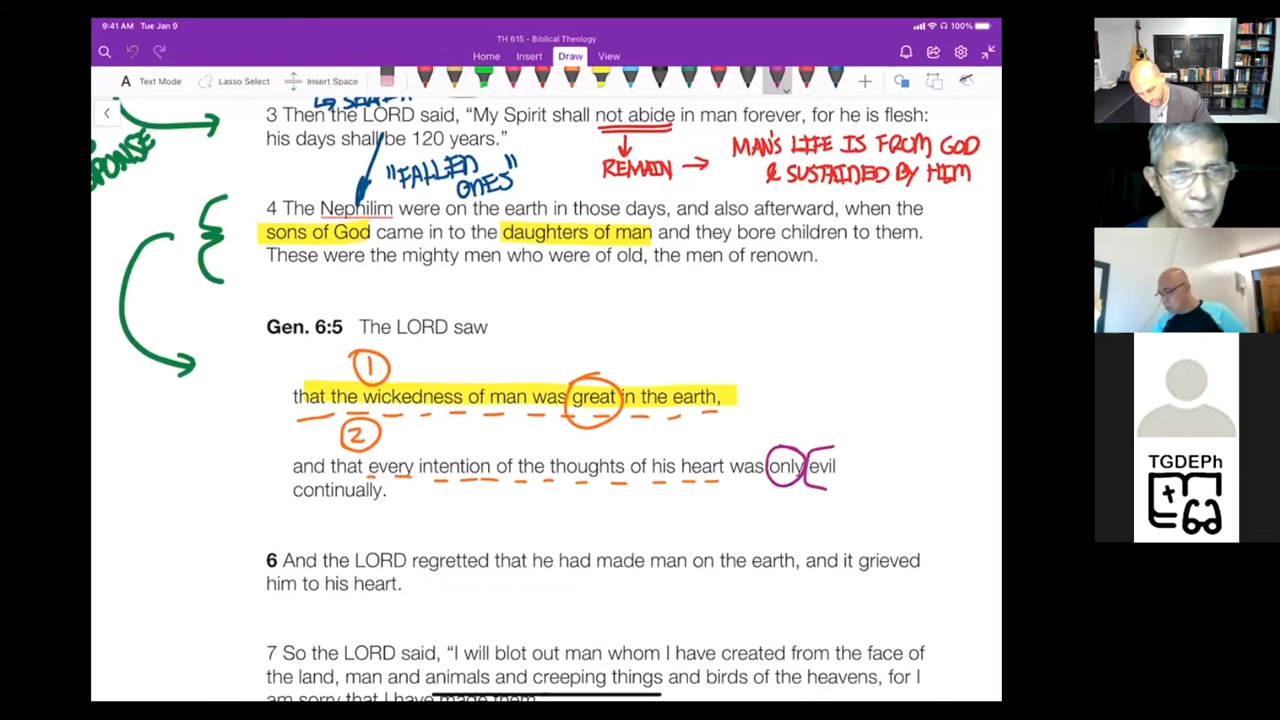 9:41 AM Tue Jan 9
100%
TH 615 - Biblical Theology
Home Insert Draw View
A Text Mode Lasso Select Insert Space
3 Then the LORD said, “My Spirit shall not abide in man forever, for he is flesh:
his days shall be 120 years.”
"FALLEN
ONES"
REMAIN
MAN'S LIFE IS FROM GOD
& SUSTAINED BY HIM
4 The Nephilim were on the earth in those days, and also afterward, when the
sons of God came in to the daughters of man and they bore children to them.
These were the mighty men who were of old, the men of renown.
Gen. 6:5 The LORD saw
1
that the wickedness of man was great in the earth,
2
and that every intention of the thoughts of his heart was only evil
continually.
6 And the LORD regretted that he had made man on the earth, and it grieved
him to his heart.
7 So the LORD said, “I will blot out man whom I have created from the face of
the land, man and animals and creeping things and birds of the heavens, for I
am sorry that I have made them
TGDEPh